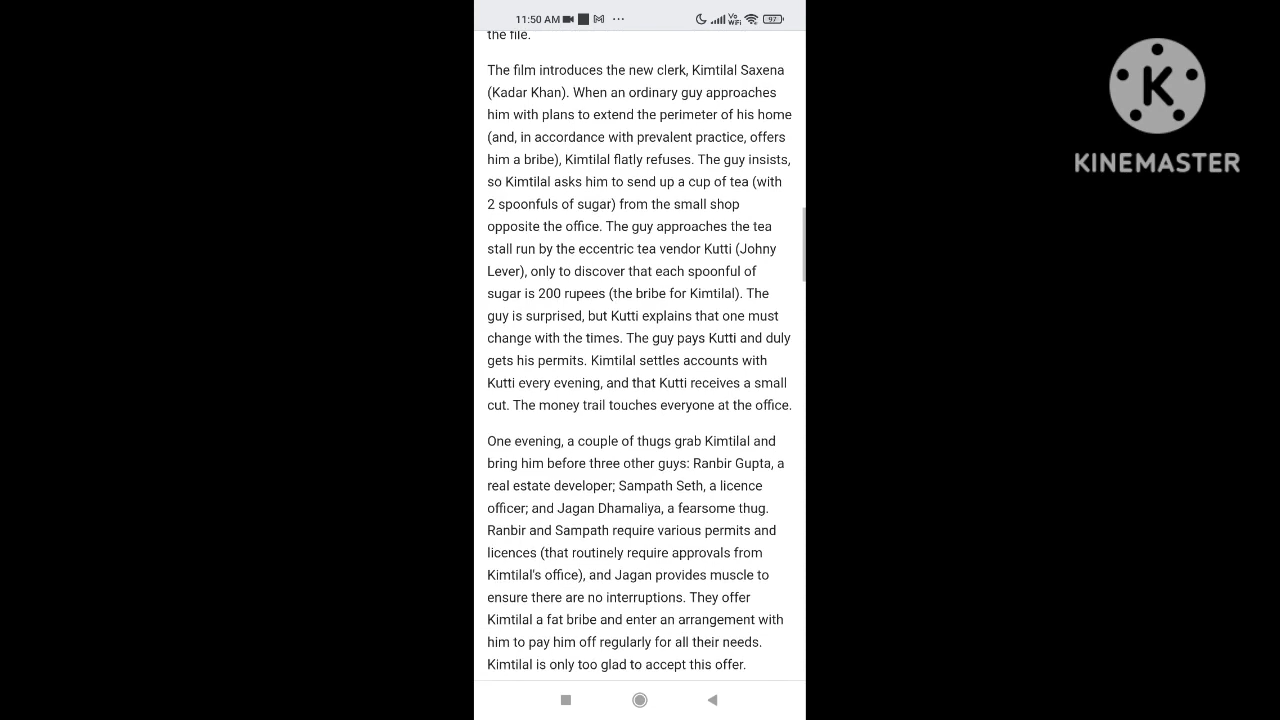 11:50 AM
Vo
WiFi
97
the file.
The film introduces the new clerk, Kimtilal Saxena
(Kadar Khan). When an ordinary guy approaches
him with plans to extend the perimeter of his home
(and, in accordance with prevalent practice, offers
him a bribe), Kimtilal flatly refuses. The guy insists,
so Kimtilal asks him to send up a cup of tea (with
2 spoonfuls of sugar) from the small shop
opposite the office. The guy approaches the tea
stall run by the eccentric tea vendor Kutti (Johny
Lever), only to discover that each spoonful of
sugar is 200 rupees (the bribe for Kimtilal). The
guy is surprised, but Kutti explains that one must
change with the times. The guy pays Kutti and duly
gets his permits. Kimtilal settles accounts with
Kutti every evening, and that Kutti receives a small
cut. The money trail touches everyone at the office.
One evening, a couple of thugs grab Kimtilal and
bring him before three other guys: Ranbir Gupta, a
real estate developer; Sampath Seth, a licence
officer; and Jagan Dhamaliya, a fearsome thug.
Ranbir and Sampath require various permits and
licences (that routinely require approvals from
Kimtilal's office), and Jagan provides muscle to
ensure there are no interruptions. They offer
Kimtilal a fat bribe and enter an arrangement with
him to pay him off regularly for all their needs.
Kimtilal is only too glad to accept this offer.
K
KINEMASTER